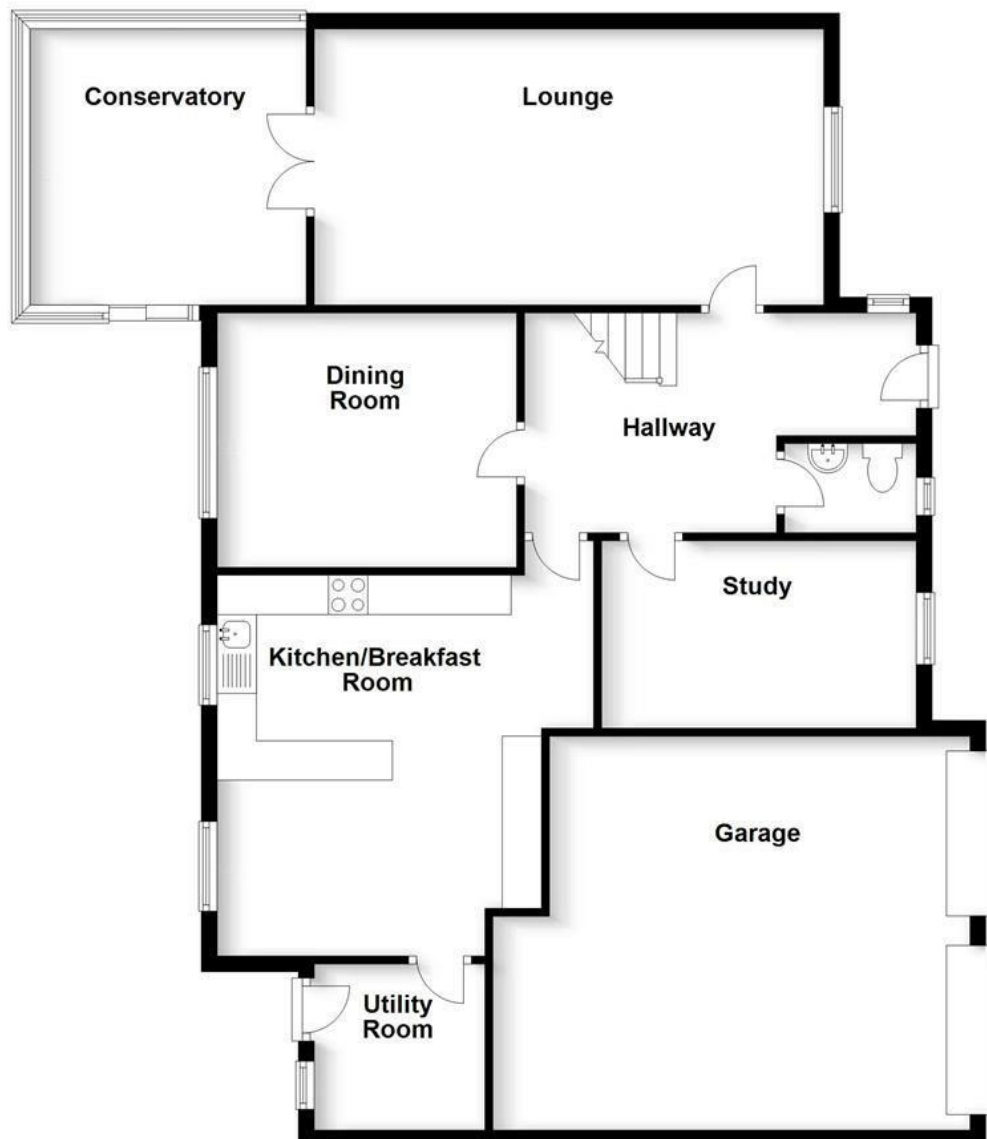 Conservatory
Lounge
Dining
Room
Hallway
Study
Kitchen/Breakfast
Room
Garage
Utility
Room